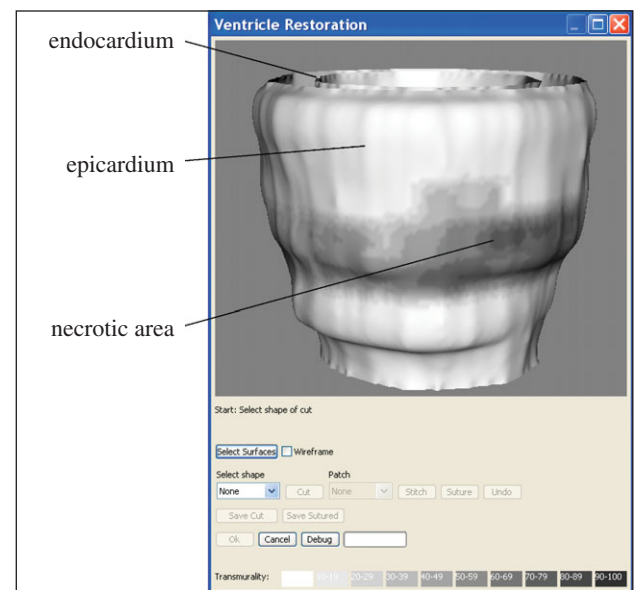 Ventricle Restoration
endocardium
epicardium
necrotic area
Start: Select shape of cut
Select Surfaces Wireframe
Select shape Patch
None Cut None Stitch Suture Undo
Save Cut Save Sutured
Ok Cancel Debug
Transmurality: 10-19 20-29 30-39 40-49 50-59 60-69 70-79 80-89 90-100